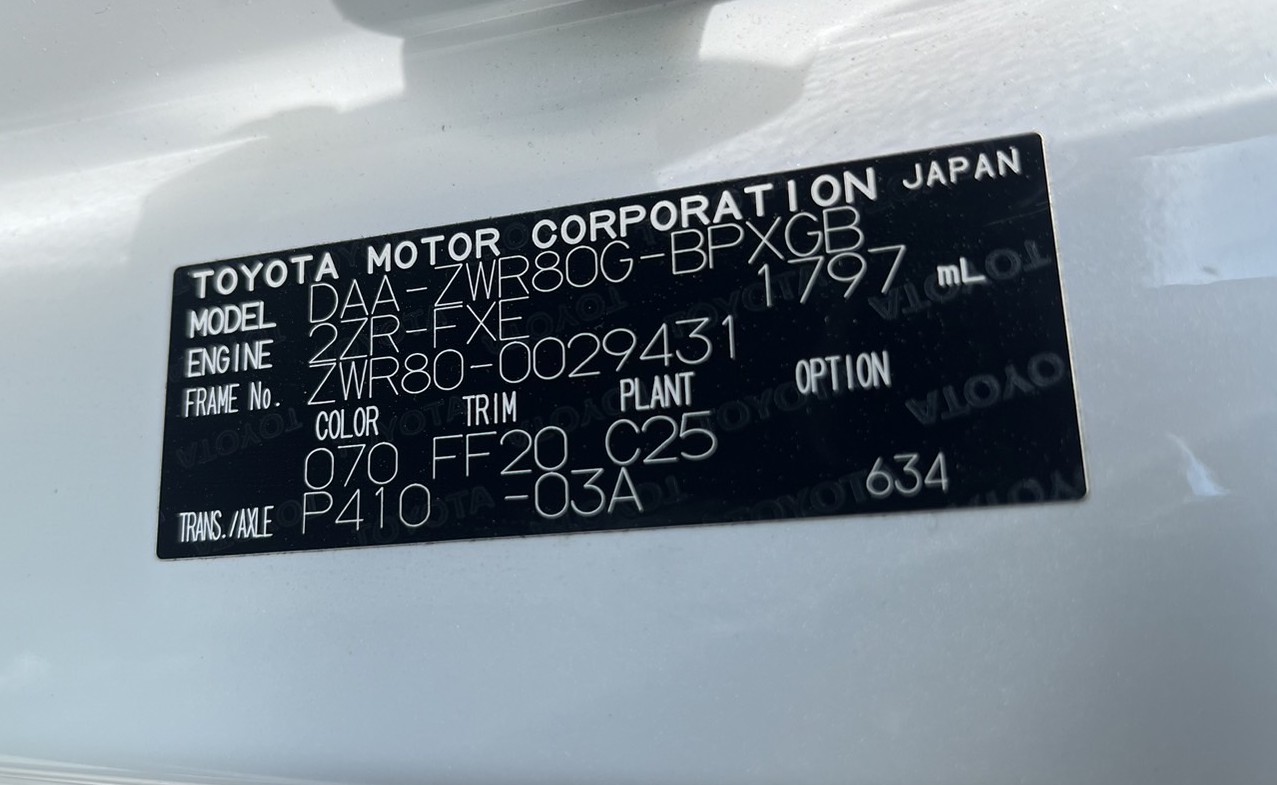 TOYOTA MOTOR CORPORATION JAPAN
MODEL DAA-ZWR80G-BPXGB
ENGINE 2ZR-FXE 1797 mL
FRAME No. ZWR80-0029431
COLOR TRIM PLANT OPTION
070 FF20 C25
TRANS./AXLE P410 -03A 634